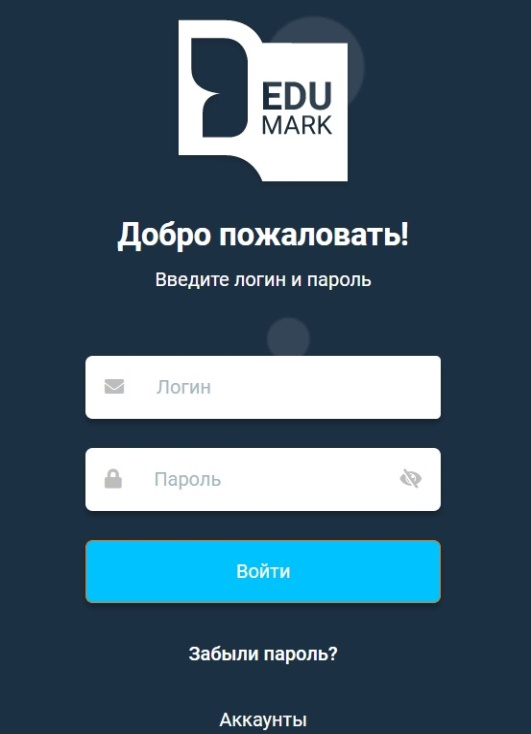 EDU
MARK
Добро пожаловать!
Введите логин и пароль
Логин
Пароль
Войти
Забыли пароль?
Аккаунты